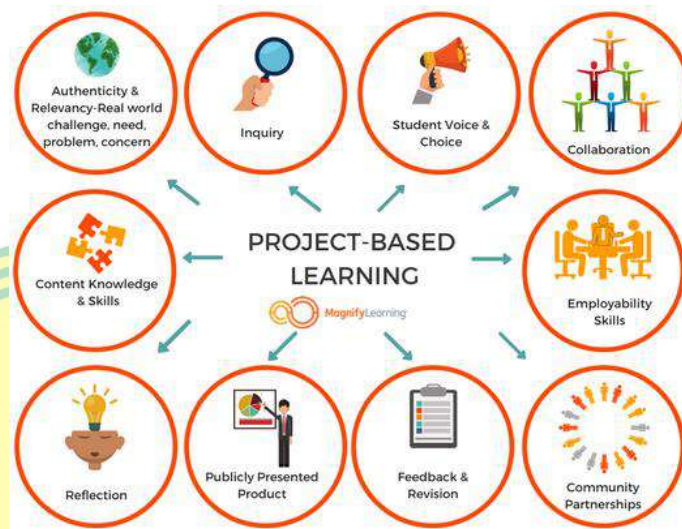 Authenticity &
Relevancy-Real world
challenge, need,
problem, concern
Inquiry
Student Voice &
Choice
Collaboration
PROJECT-BASED
LEARNING
MagnifyLearning
Content Knowledge
& Skills
Employability
Skills
Reflection
Publicly Presented
Product
Feedback &
Revision
Community
Partnerships